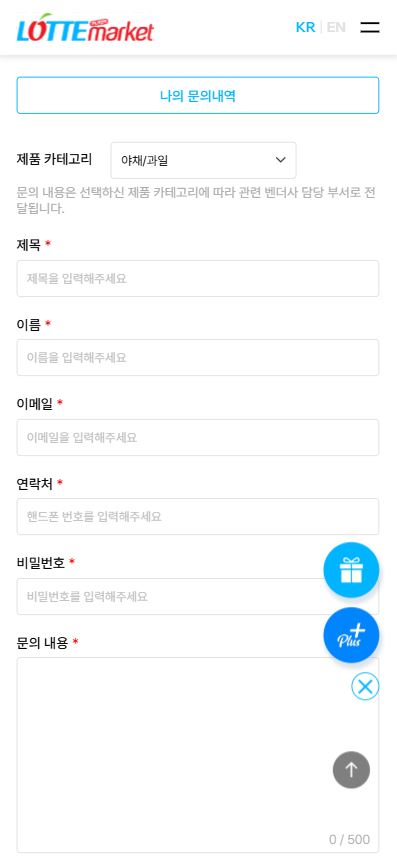 LOTTE PLAZA market
KR | EN
나의 문의내역
제품 카테고리
야채/과일
문의 내용은 선택하신 제품 카테고리에 따라 관련 벤더사 담당 부서로 전
달됩니다.
제목 *
제목을 입력해주세요
이름 *
이름을 입력해주세요
이메일 *
이메일을 입력해주세요
연락처 *
핸드폰 번호를 입력해주세요
비밀번호 *
비밀번호를 입력해주세요
Plus+
문의 내용 *
0 / 500